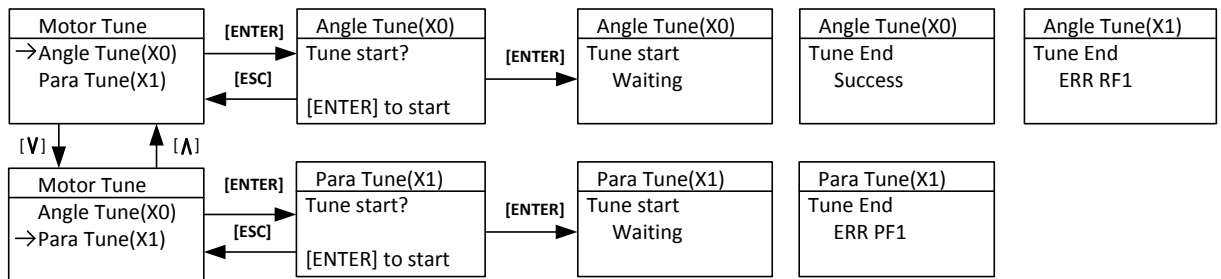 Motor Tune
→Angle Tune(X0)
Para Tune(X1)
[ENTER]
[ESC]
Angle Tune(X0)
Tune start?
[ENTER] to start
[ENTER]
Angle Tune(X0)
Tune start
Waiting
Angle Tune(X0)
Tune End
Success
Angle Tune(X1)
Tune End
ERR RF1
[∨]
[∧]
Motor Tune
Angle Tune(X0)
→Para Tune(X1)
[ENTER]
[ESC]
Para Tune(X1)
Tune start?
[ENTER] to start
[ENTER]
Para Tune(X1)
Tune start
Waiting
Para Tune(X1)
Tune End
ERR PF1